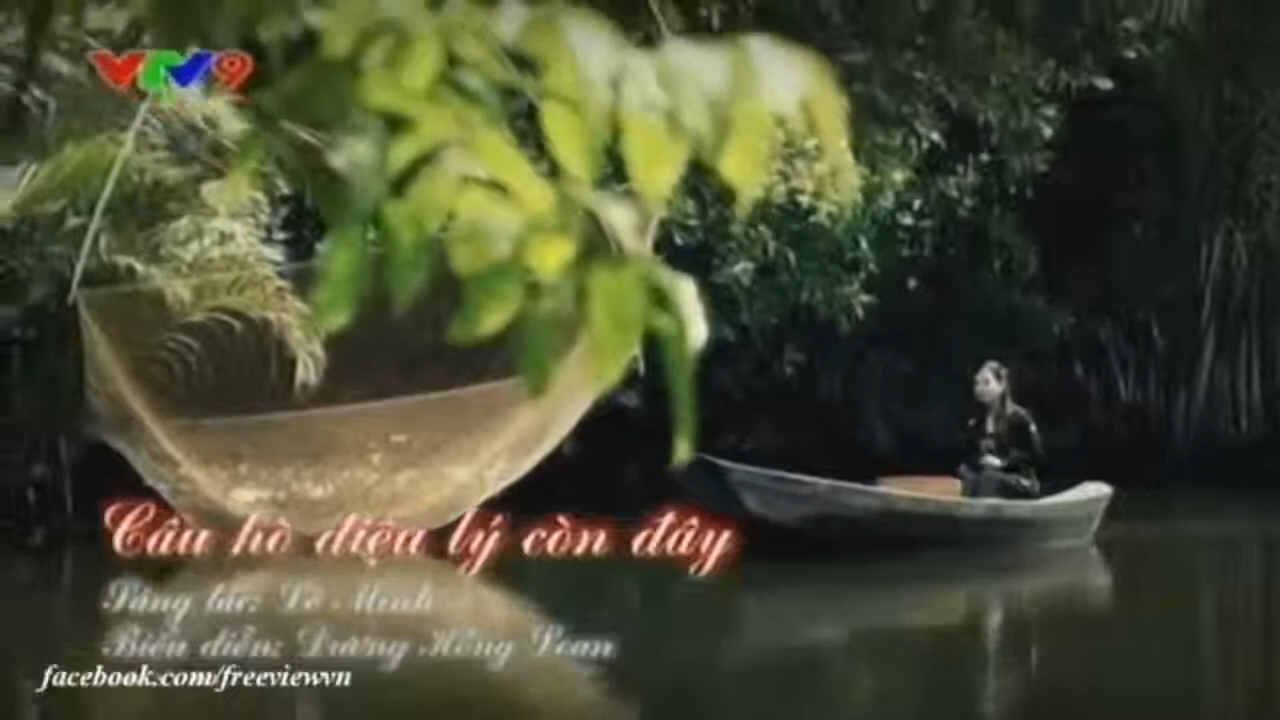 VTV9
Câu hò điệu lý còn đây
Sáng tác: Lê Minh
Biểu diễn: Dương Hồng Loan
facebook.com/freeviewvn